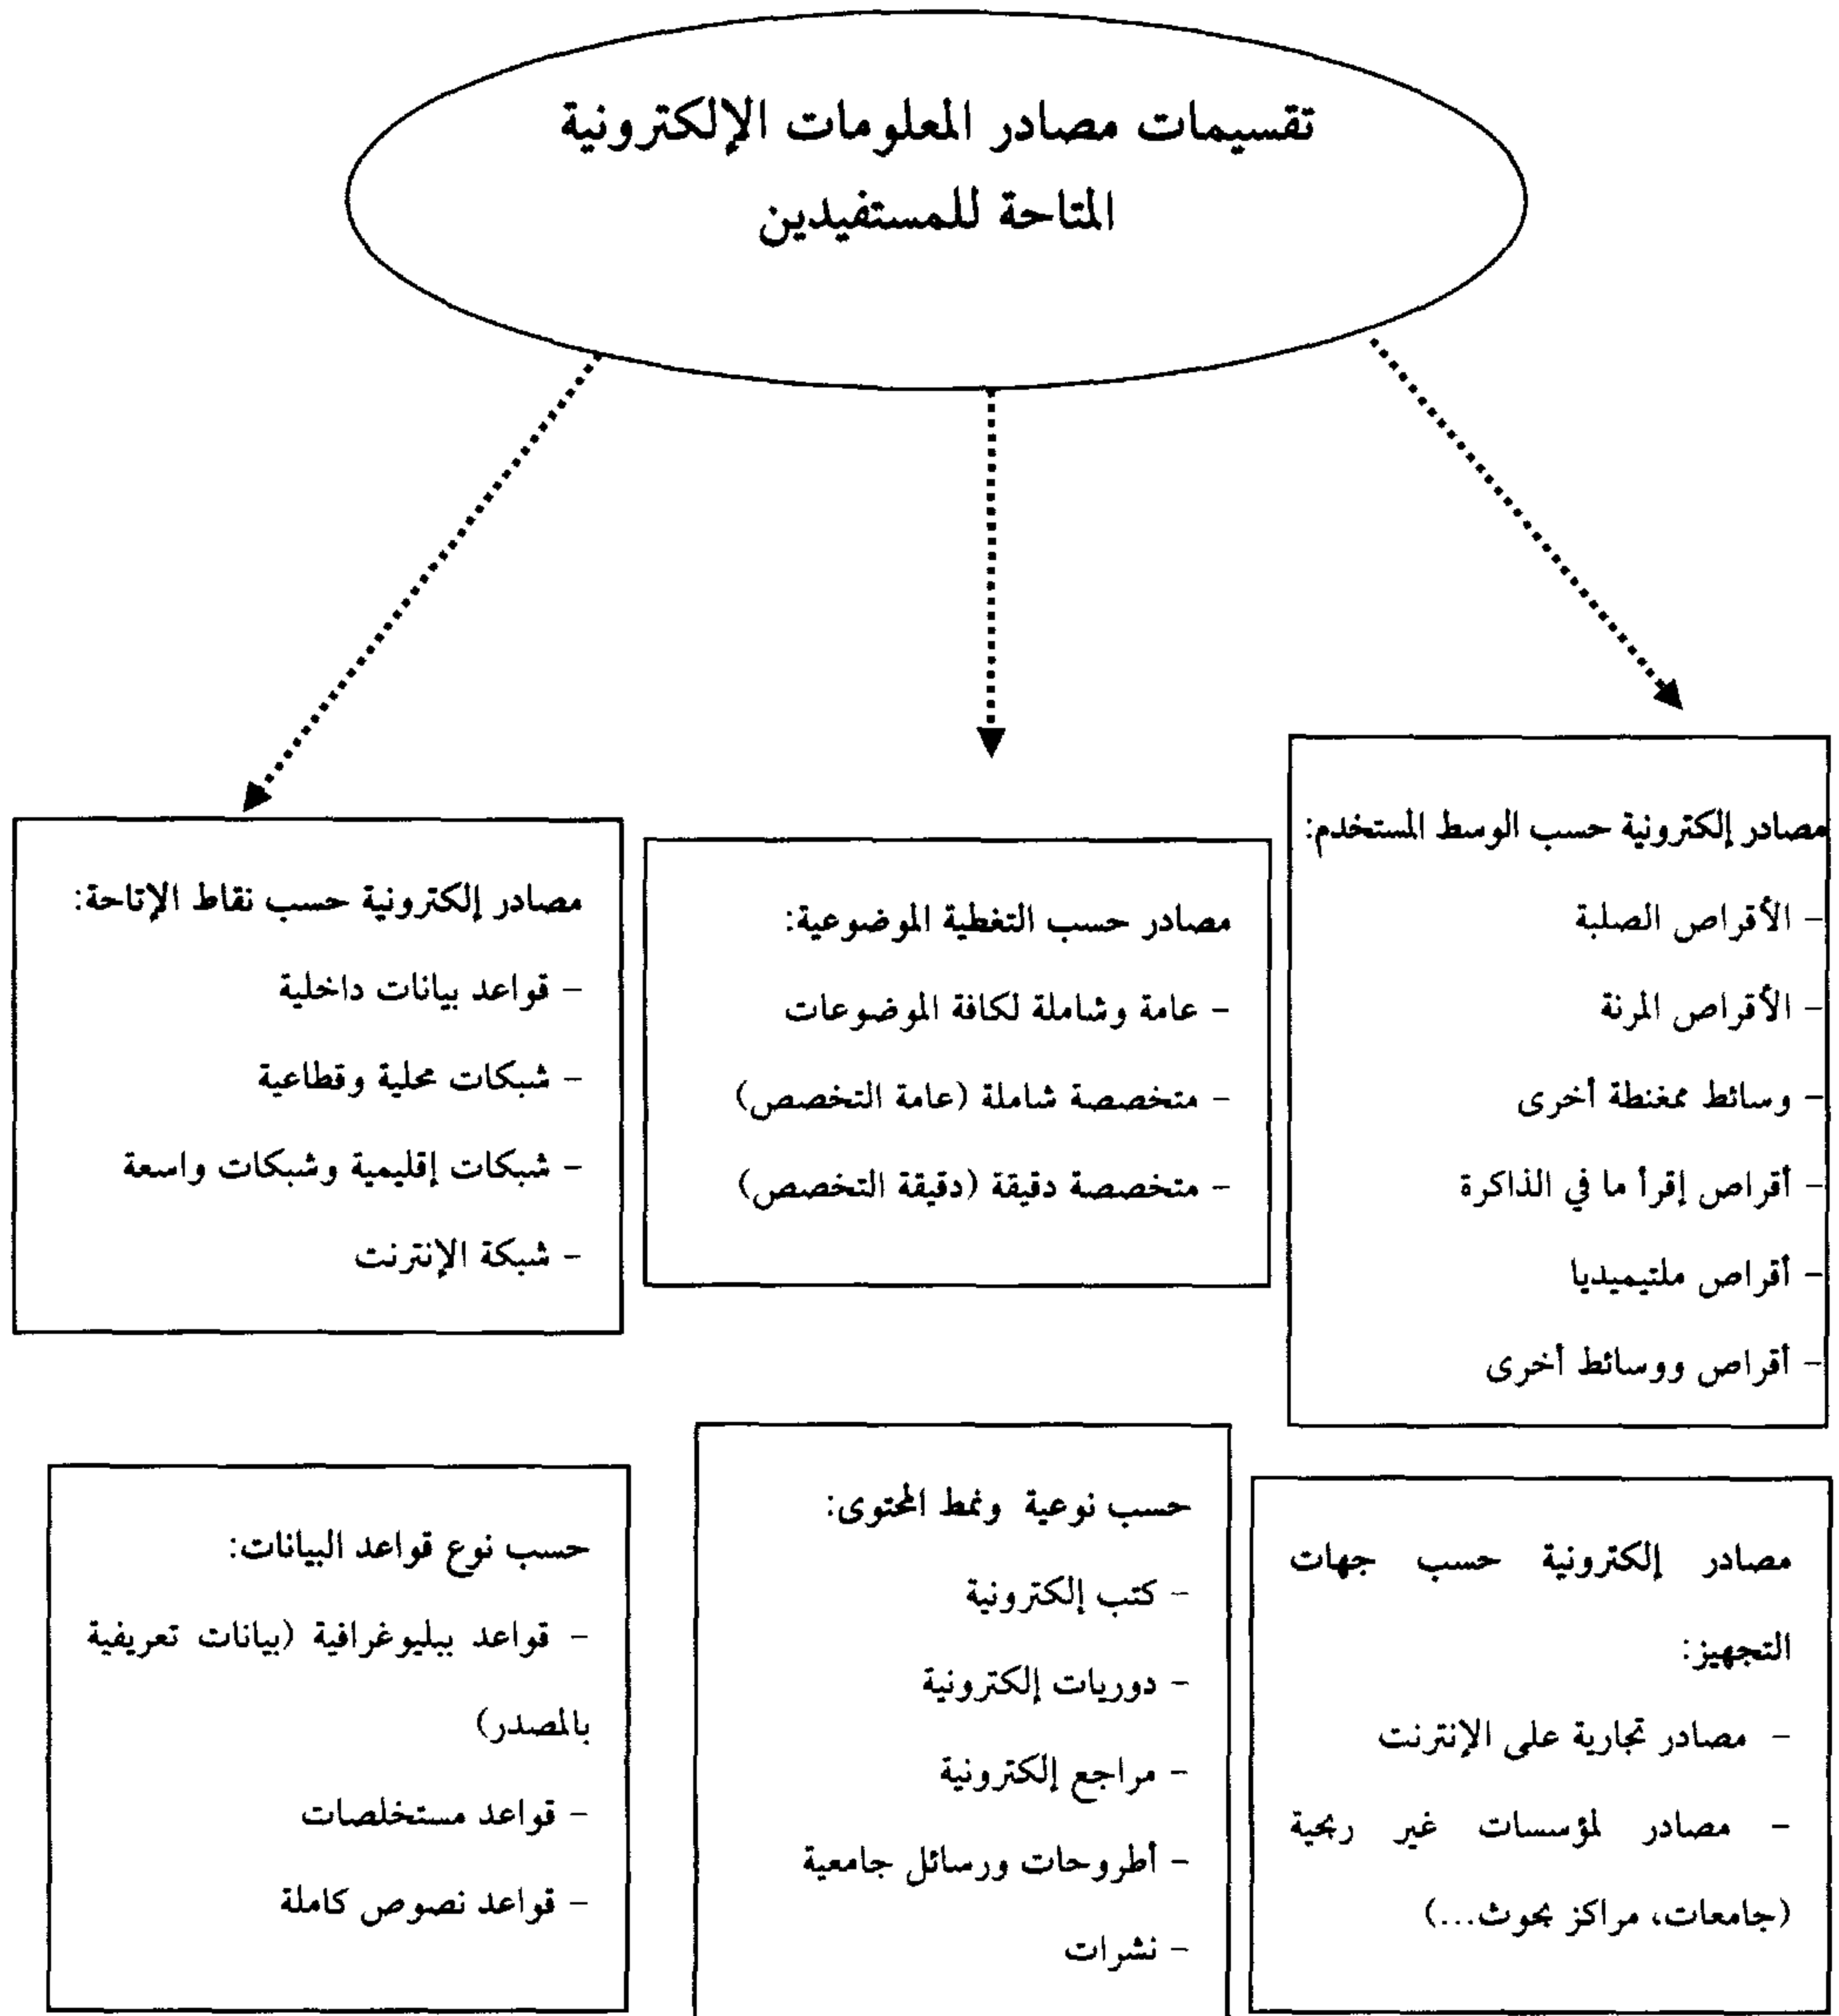 تقسيمات مصادر المعلومات الإلكترونية
المتاحة للمستفيدين
مصادر إلكترونية حسب الوسط المستخدم:
– الأقراص الصلبة
– الأقراص المرنة
– وسائط ممغنطة أخرى
– أقراص إقرأ ما في الذاكرة
– أقراص ملتيميديا
– أقراص ووسائط أخرى
مصادر حسب التغطية الموضوعية:
– عامة وشاملة لكافة الموضوعات
– متخصصة شاملة (عامة التخصص)
– متخصصة دقيقة (دقيقة التخصص)
مصادر إلكترونية حسب نقاط الإتاحة:
– قواعد بيانات داخلية
– شبكات محلية وقطاعية
– شبكات إقليمية وشبكات واسعة
– شبكة الإنترنت
مصادر إلكترونية حسب جهات
التجهيز:
– مصادر تجارية على الإنترنت
– مصادر لمؤسسات غير ربحية
(جامعات، مراكز بحوث...)
حسب نوعية ونمط المحتوى:
– كتب إلكترونية
– دوريات إلكترونية
– مراجع إلكترونية
– أطروحات ورسائل جامعية
– نشرات
حسب نوع قواعد البيانات:
– قواعد ببليوغرافية (بيانات تعريفية
بالمصدر)
– قواعد مستخلصات
– قواعد نصوص كاملة